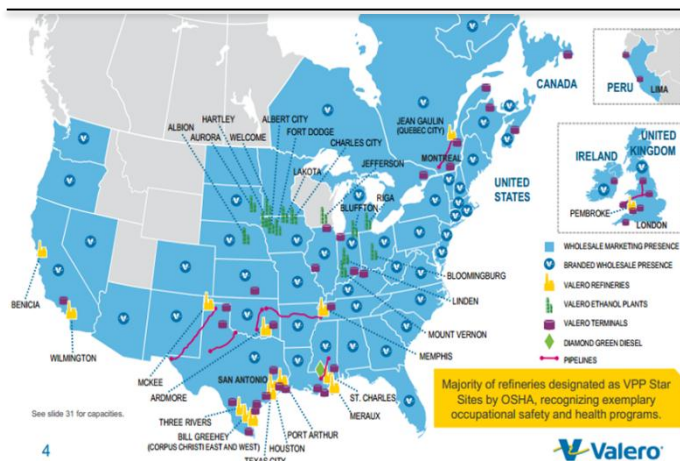 CANADA
PERU
LIMA
HARTLEY
ALBERT CITY
ALBION
WELCOME
FORT DODGE
AURORA
CHARLES CITY
LAKOTA
JEFFERSON
RIGA
BLUFFTON
JEAN GAULIN
(QUEBEC CITY)
MONTREAL
UNITED
STATES
UNITED
KINGDOM
IRELAND
PEMBROKE
LONDON
WHOLESALE MARKETING PRESENCE
BRANDED WHOLESALE PRESENCE
VALERO REFINERIES
VALERO ETHANOL PLANTS
VALERO TERMINALS
DIAMOND GREEN DIESEL
PIPELINES
BLOOMINGBURG
LINDEN
MOUNT VERNON
MEMPHIS
BENICIA
WILMINGTON
MCKEE
ARDMORE
SAN ANTONIO
ST. CHARLES
MERAUX
PORT ARTHUR
HOUSTON
TEXAS CITY
THREE RIVERS
BILL GREEHEY
(CORPUS CHRISTI EAST AND WEST)
Majority of refineries designated as VPP Star
Sites by OSHA, recognizing exemplary
occupational safety and health programs.
See slide 31 for capacities.
4
Valero